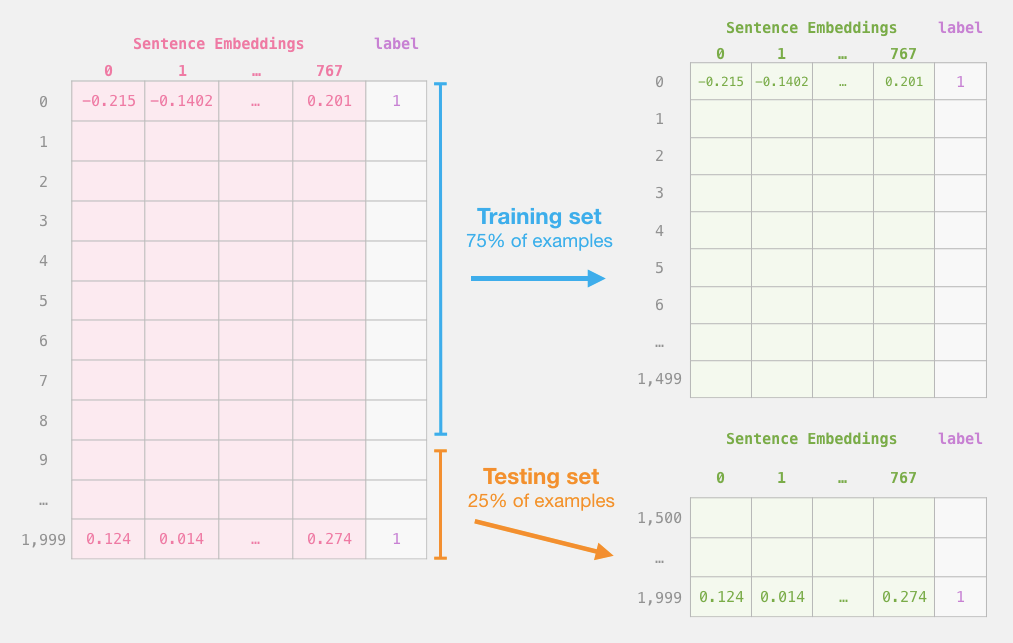 Sentence Embeddings label
0 1 … 767
0 −0.215 −0.1402 … 0.201 1
1
2
3
4
5
6
7
8
9
…
1,999 0.124 0.014 … 0.274 1
Training set
75% of examples
Testing set
25% of examples
Sentence Embeddings label
0 1 … 767
0 −0.215 −0.1402 … 0.201 1
1
2
3
4
5
6
…
1,499
Sentence Embeddings label
0 1 … 767
1,500
…
1,999 0.124 0.014 … 0.274 1